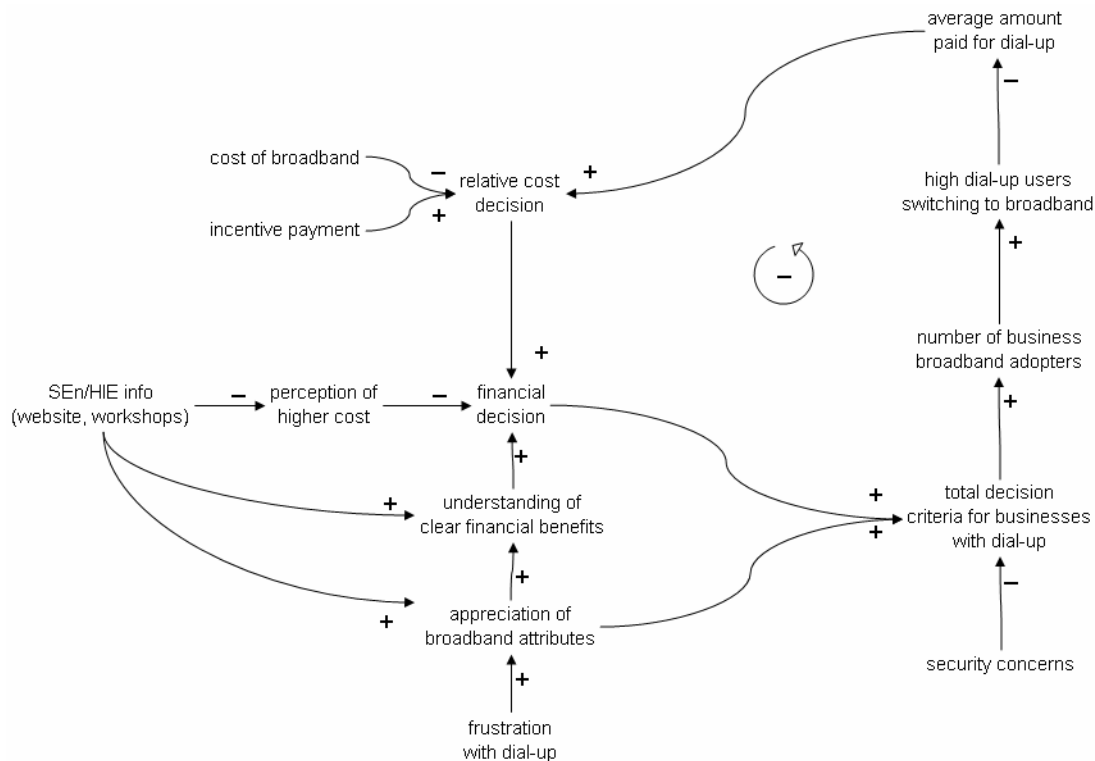 average amount
paid for dial-up
−
cost of broadband
−
+
relative cost
decision
high dial-up users
switching to broadband
incentive payment
+
+
−
+
number of business
broadband adopters
SEn/HIE info
(website, workshops)
−
perception of
higher cost
−
financial
decision
+
+
understanding of
clear financial benefits
+
+
+
total decision
criteria for businesses
with dial-up
+
+
−
appreciation of
broadband attributes
+
security concerns
frustration
with dial-up